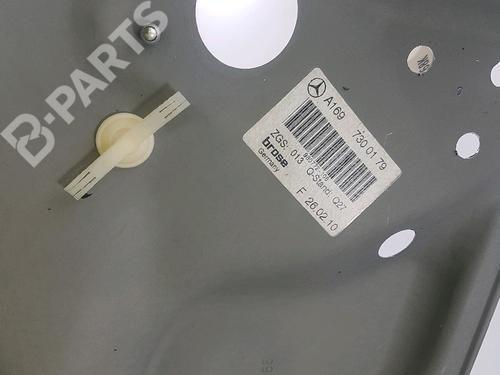 B-PARTS
A169 730 01 79
ZGS: 013 Q-Stand: Q27
brose
Germany
F 26.02.10